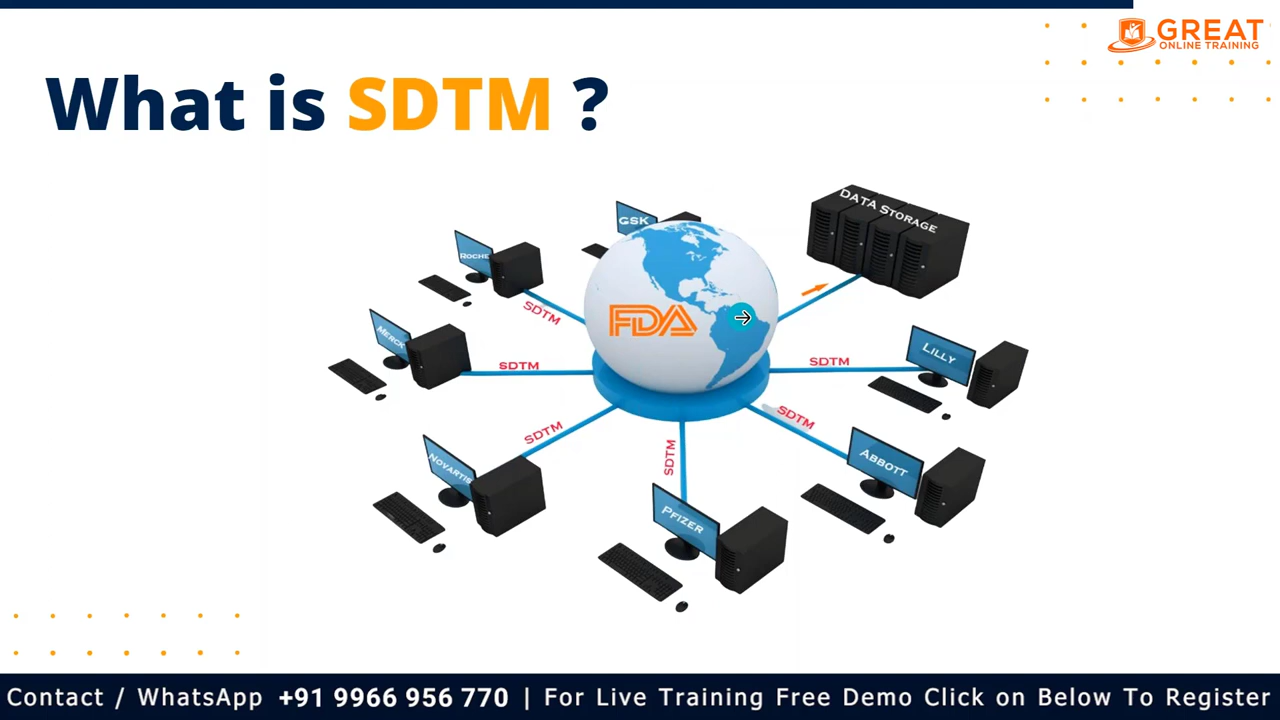 GREAT
ONLINE TRAINING
What is SDTM ?
GSK
DATA STORAGE
ROCHE
SDTM
FDA
MERCK
SDTM
SDTM
LILLY
SDTM
SDTM
SDTM
NOVARTIS
ABBOTT
PFIZER
Contact / WhatsApp +91 9966 956 770 | For Live Training Free Demo Click on Below To Register